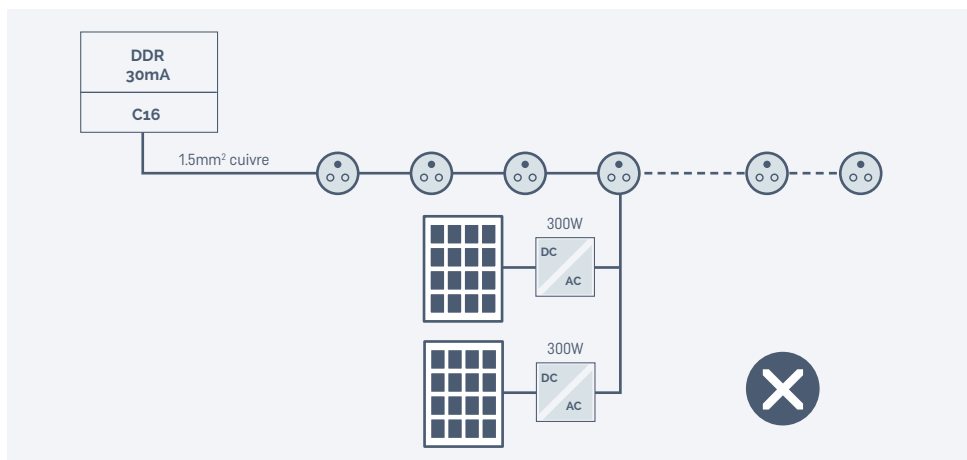 DDR
30mA
C16
1.5mm² cuivre
300W
DC
AC
300W
DC
AC